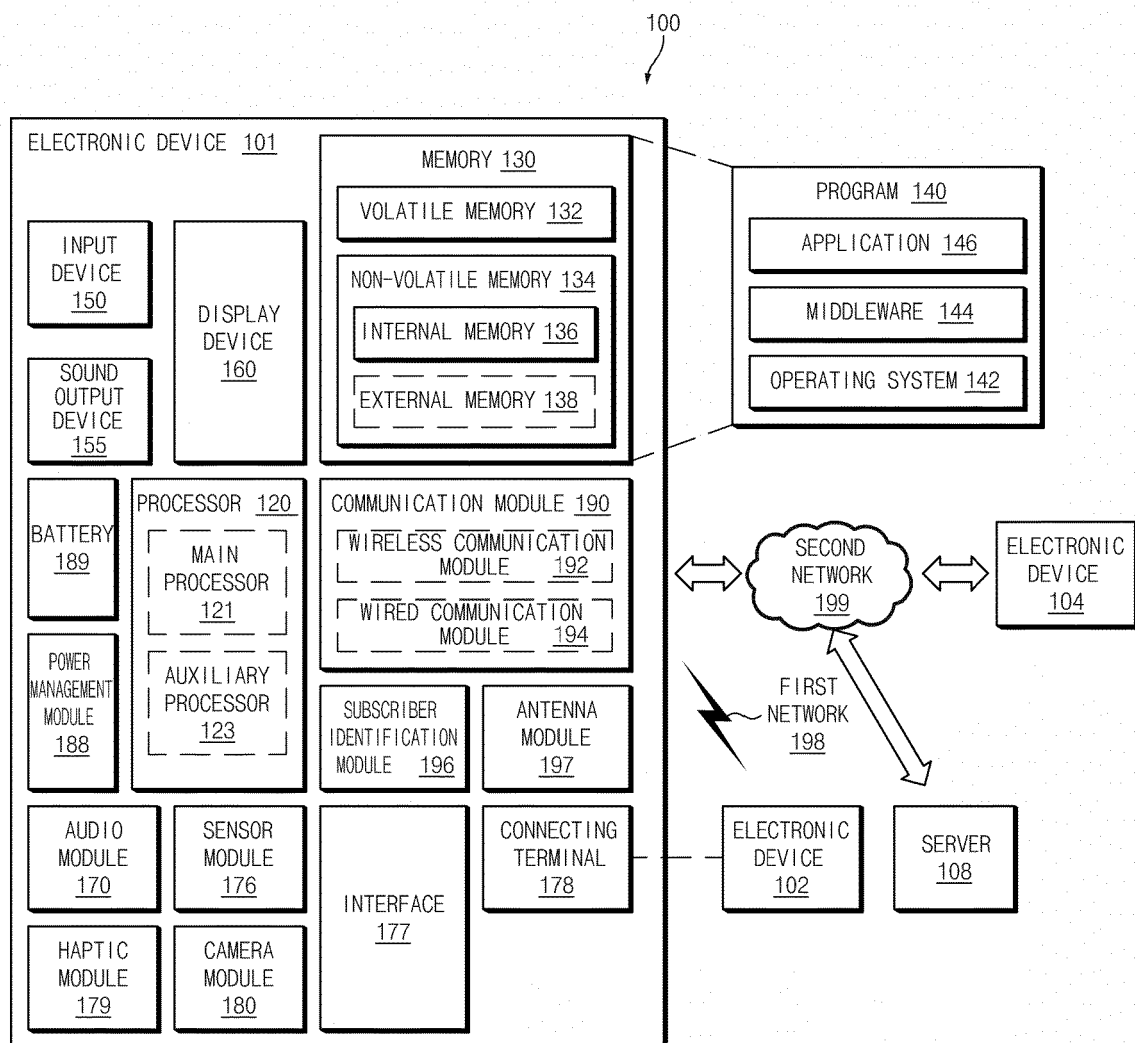 100
ELECTRONIC DEVICE 101
MEMORY 130
VOLATILE MEMORY 132
NON-VOLATILE MEMORY 134
INTERNAL MEMORY 136
EXTERNAL MEMORY 138
PROGRAM 140
APPLICATION 146
MIDDLEWARE 144
OPERATING SYSTEM 142
INPUT
DEVICE
150
DISPLAY
DEVICE
160
SOUND
OUTPUT
DEVICE
155
BATTERY
189
PROCESSOR 120
MAIN
PROCESSOR
121
AUXILIARY
PROCESSOR
123
COMMUNICATION MODULE 190
WIRELESS COMMUNICATION
MODULE 192
WIRED COMMUNICATION
MODULE 194
SECOND
NETWORK
199
ELECTRONIC
DEVICE
104
POWER
MANAGEMENT
MODULE
188
SUBSCRIBER
IDENTIFICATION
MODULE 196
ANTENNA
MODULE
197
FIRST
NETWORK
198
AUDIO
MODULE
170
SENSOR
MODULE
176
INTERFACE
177
CONNECTING
TERMINAL
178
ELECTRONIC
DEVICE
102
SERVER
108
HAPTIC
MODULE
179
CAMERA
MODULE
180